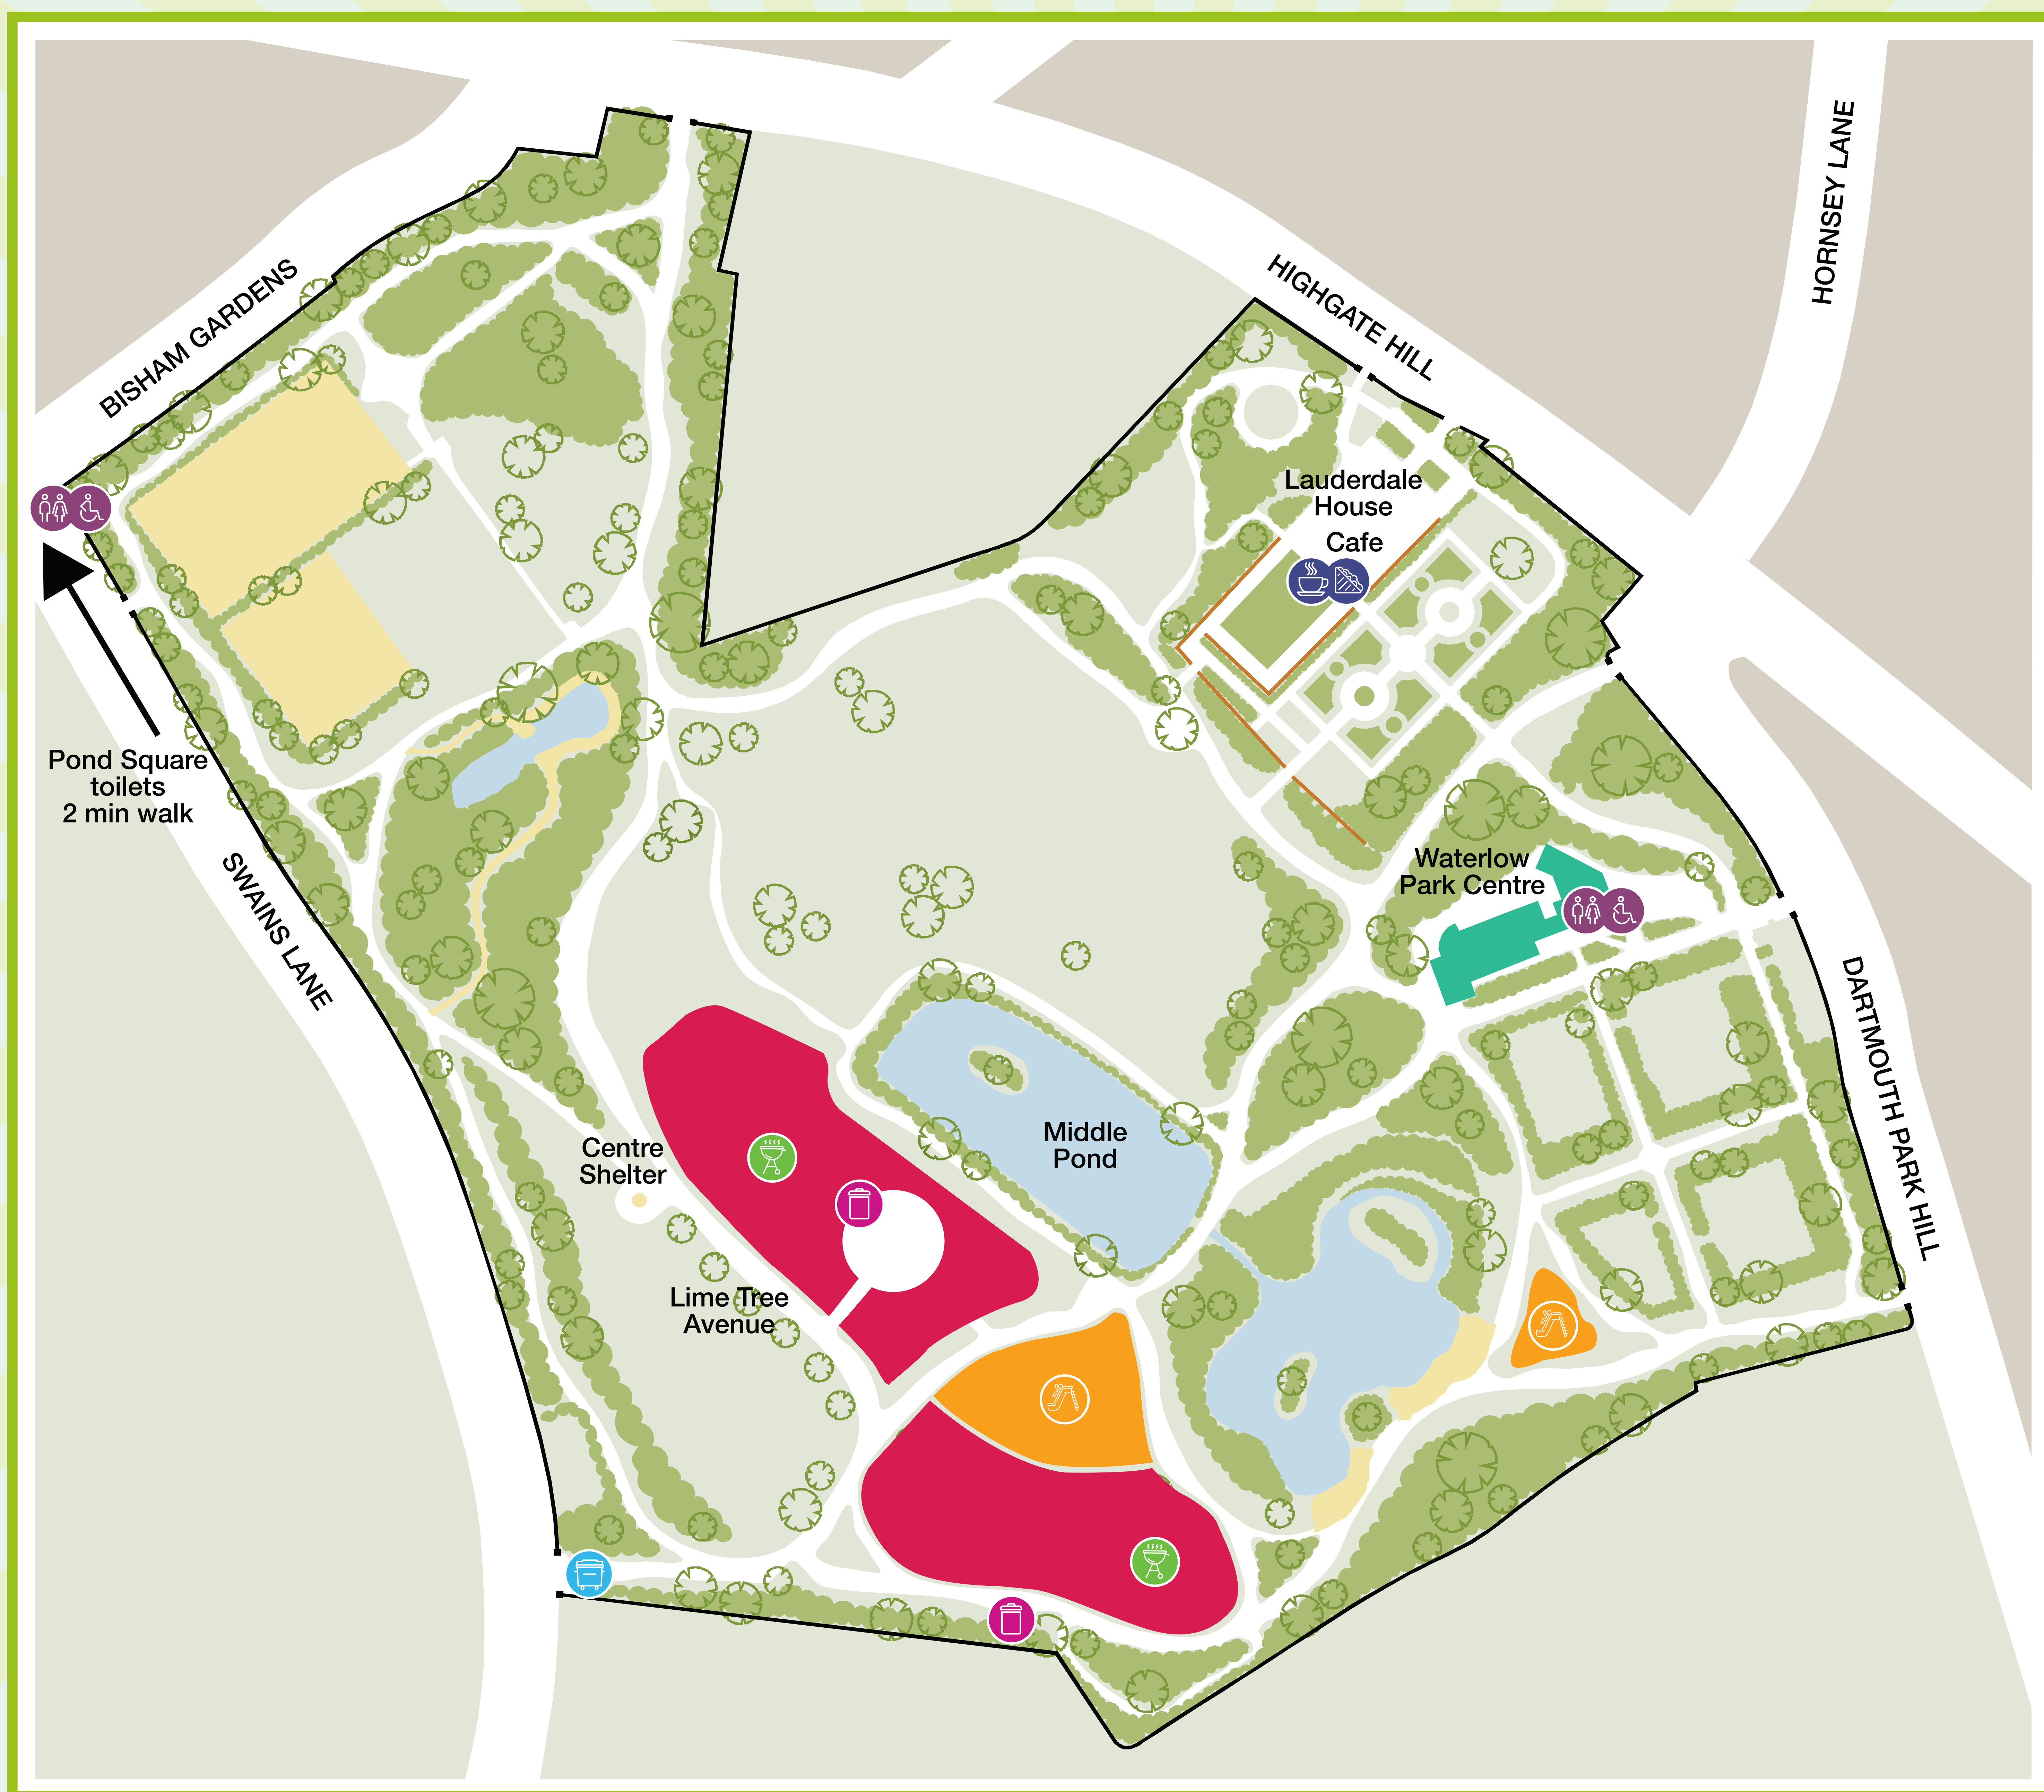 HORNSEY LANE
HIGHGATE HILL
BISHAM GARDENS
Lauderdale
House
Cafe
Pond Square
toilets
2 min walk
SWAINS LANE
Waterlow
Park Centre
DARTMOUTH PARK HILL
Centre
Shelter
Middle
Pond
Lime Tree
Avenue